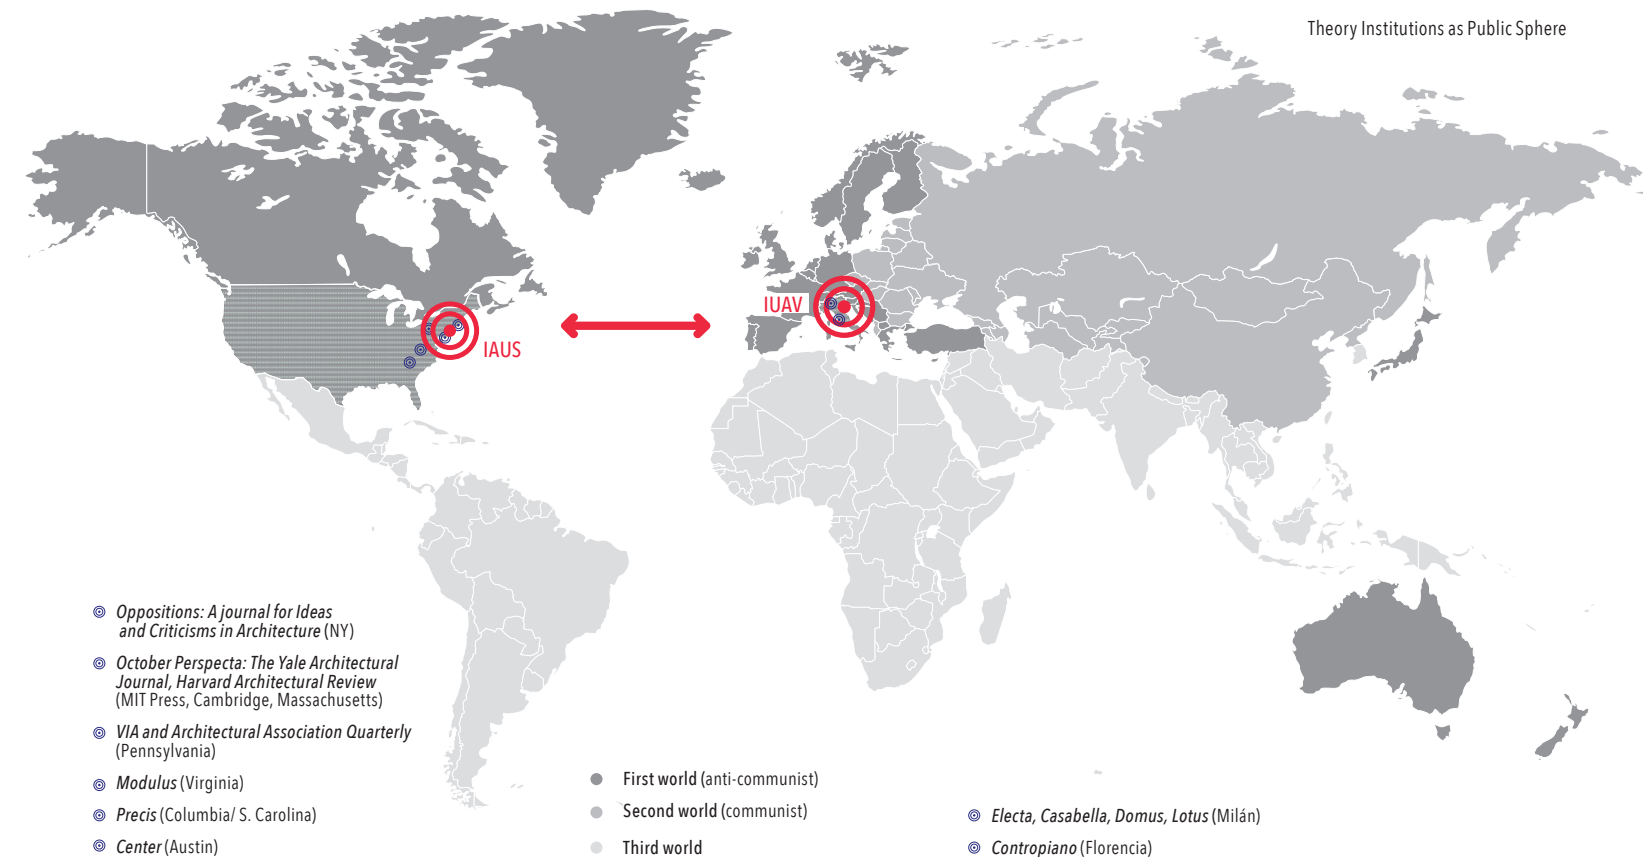 Theory Institutions as Public Sphere
IUAV
IAUS
Oppositions: A journal for Ideas
and Criticisms in Architecture (NY)
October Perspecta: The Yale Architectural
Journal, Harvard Architectural Review
(MIT Press, Cambridge, Massachusetts)
VIA and Architectural Association Quarterly
(Pennsylvania)
Modulus (Virginia)
Precis (Columbia/ S. Carolina)
Center (Austin)
First world (anti-communist)
Second world (communist)
Third world
Electa, Casabella, Domus, Lotus (Milán)
Contropiano (Florencia)